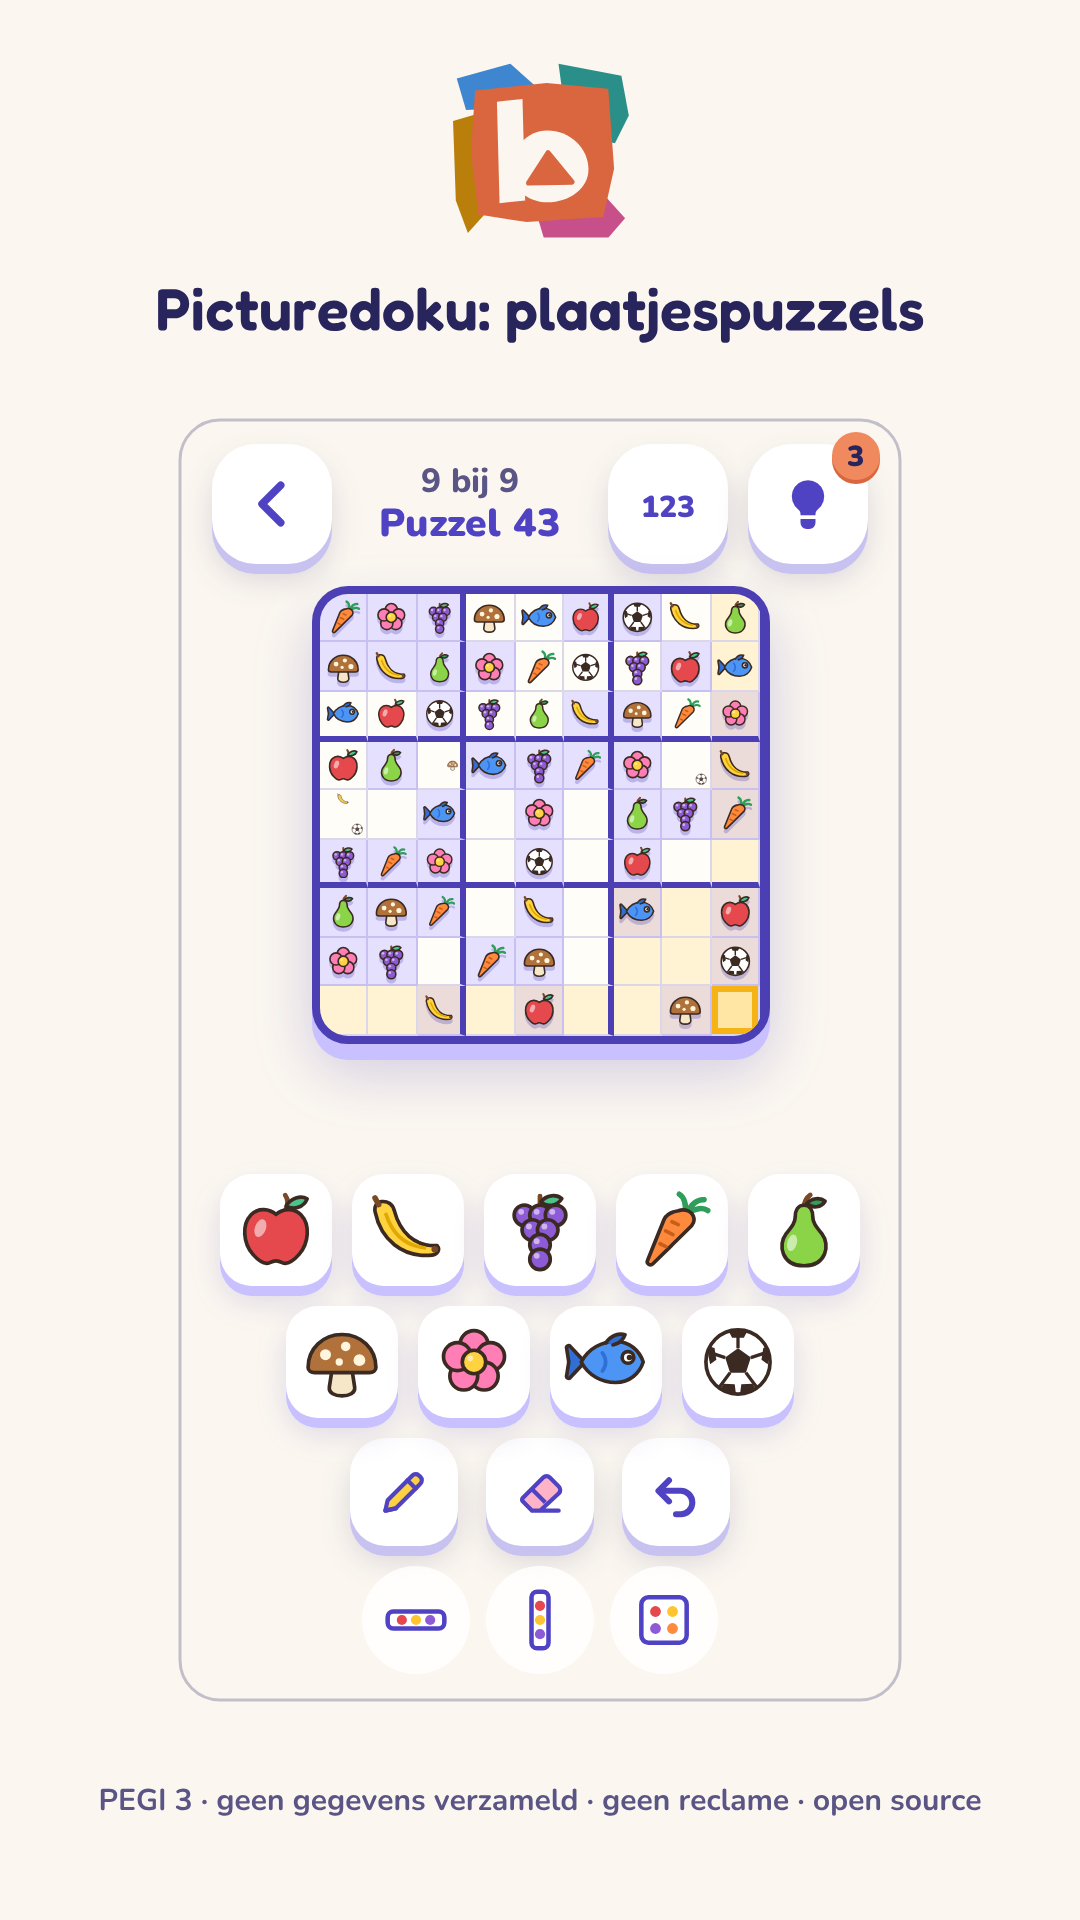 b
Picturedoku: plaatjespuzzels
9 bij 9
Puzzel 43
123
3
PEGI 3 · geen gegevens verzameld · geen reclame · open source